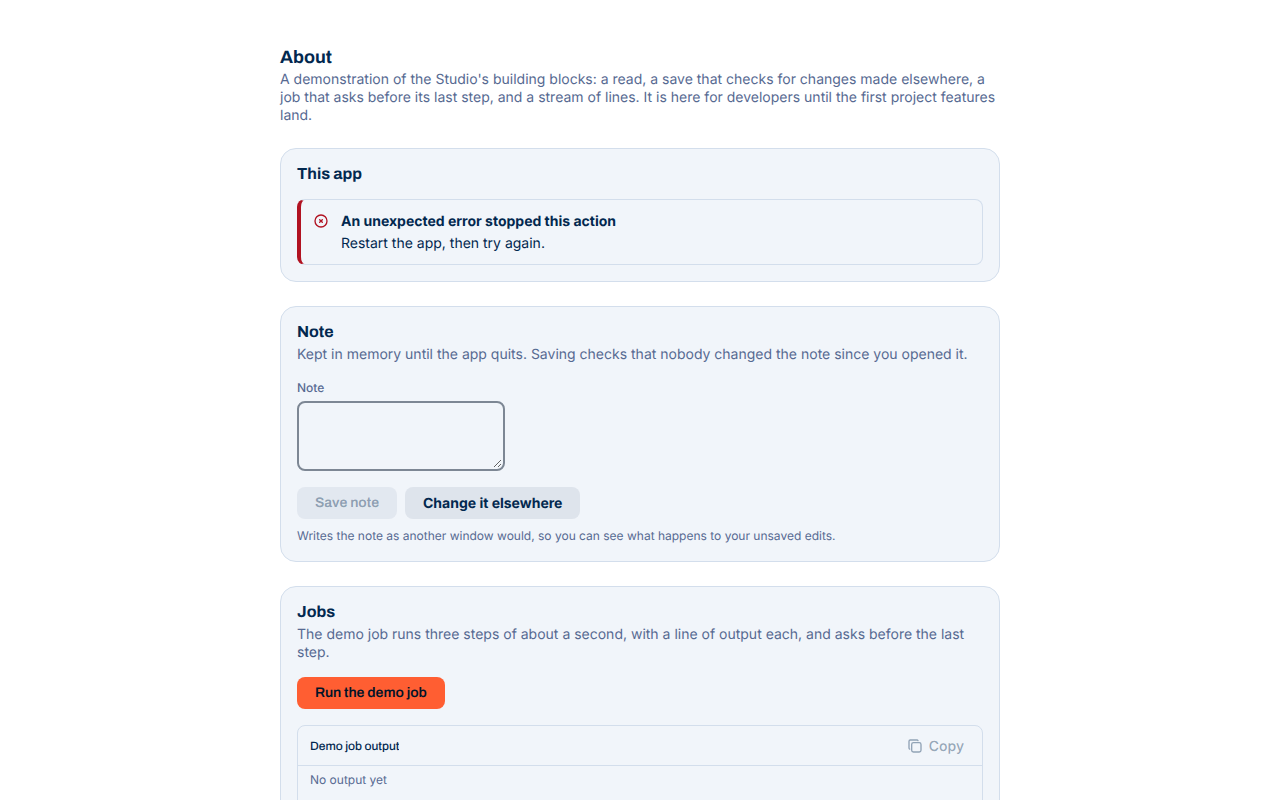 About
A demonstration of the Studio's building blocks: a read, a save that checks for changes made elsewhere, a
job that asks before its last step, and a stream of lines. It is here for developers until the first project features
land.
This app
An unexpected error stopped this action
Restart the app, then try again.
Note
Kept in memory until the app quits. Saving checks that nobody changed the note since you opened it.
Note
Save note
Change it elsewhere
Writes the note as another window would, so you can see what happens to your unsaved edits.
Jobs
The demo job runs three steps of about a second, with a line of output each, and asks before the last
step.
Run the demo job
Demo job output
Copy
No output yet